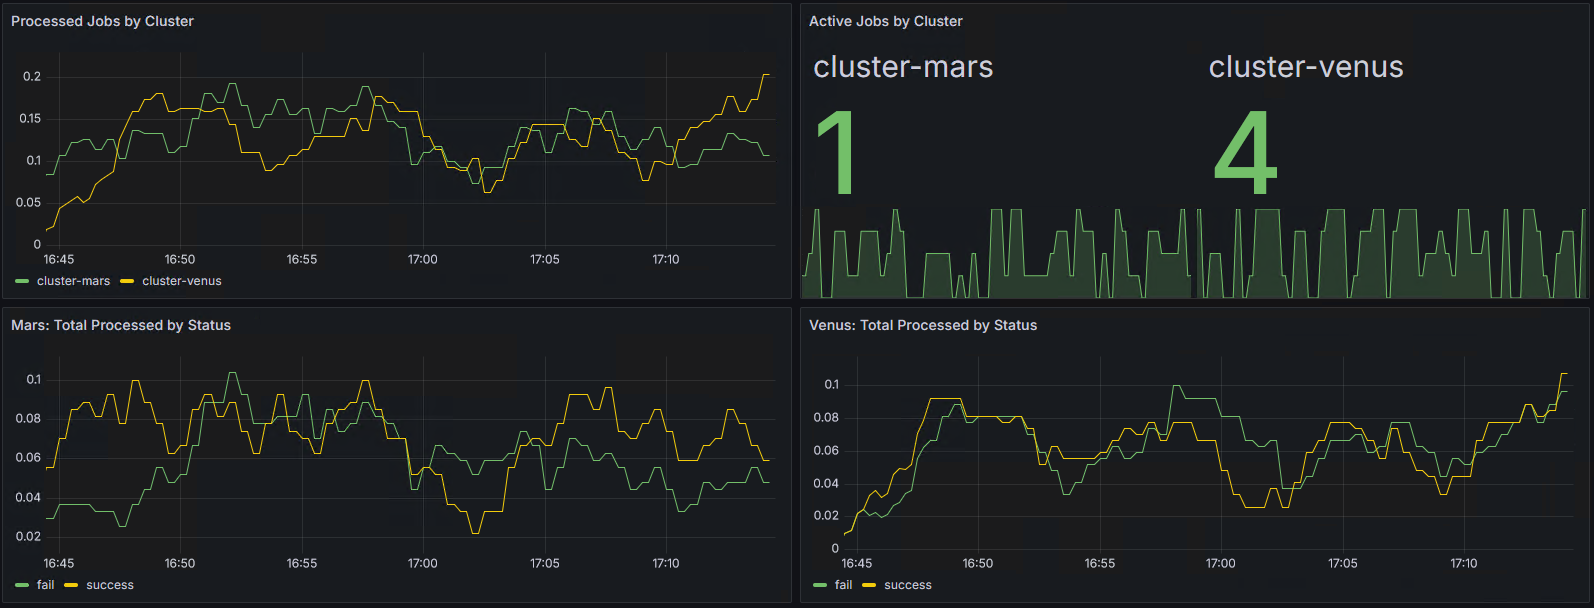 Processed Jobs by Cluster
0.2
0.15
0.1
0.05
0
16:45 16:50 16:55 17:00 17:05 17:10
cluster-mars cluster-venus
Active Jobs by Cluster
cluster-mars cluster-venus
1 4
Mars: Total Processed by Status
0.1
0.08
0.06
0.04
0.02
16:45 16:50 16:55 17:00 17:05 17:10
fail success
Venus: Total Processed by Status
0.1
0.08
0.06
0.04
0.02
0
16:45 16:50 16:55 17:00 17:05 17:10
fail success